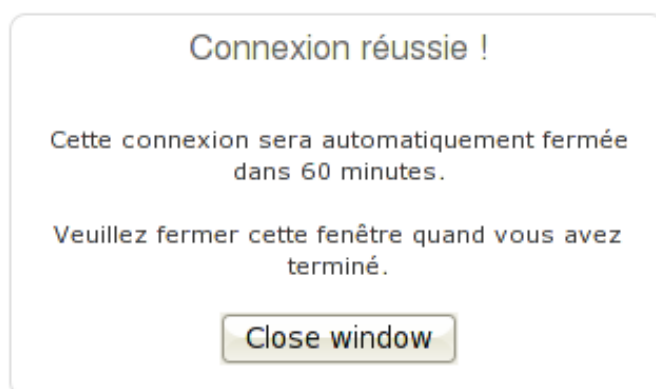 Connexion réussie !
Cette connexion sera automatiquement fermée
dans 60 minutes.
Veuillez fermer cette fenêtre quand vous avez
terminé.
Close window